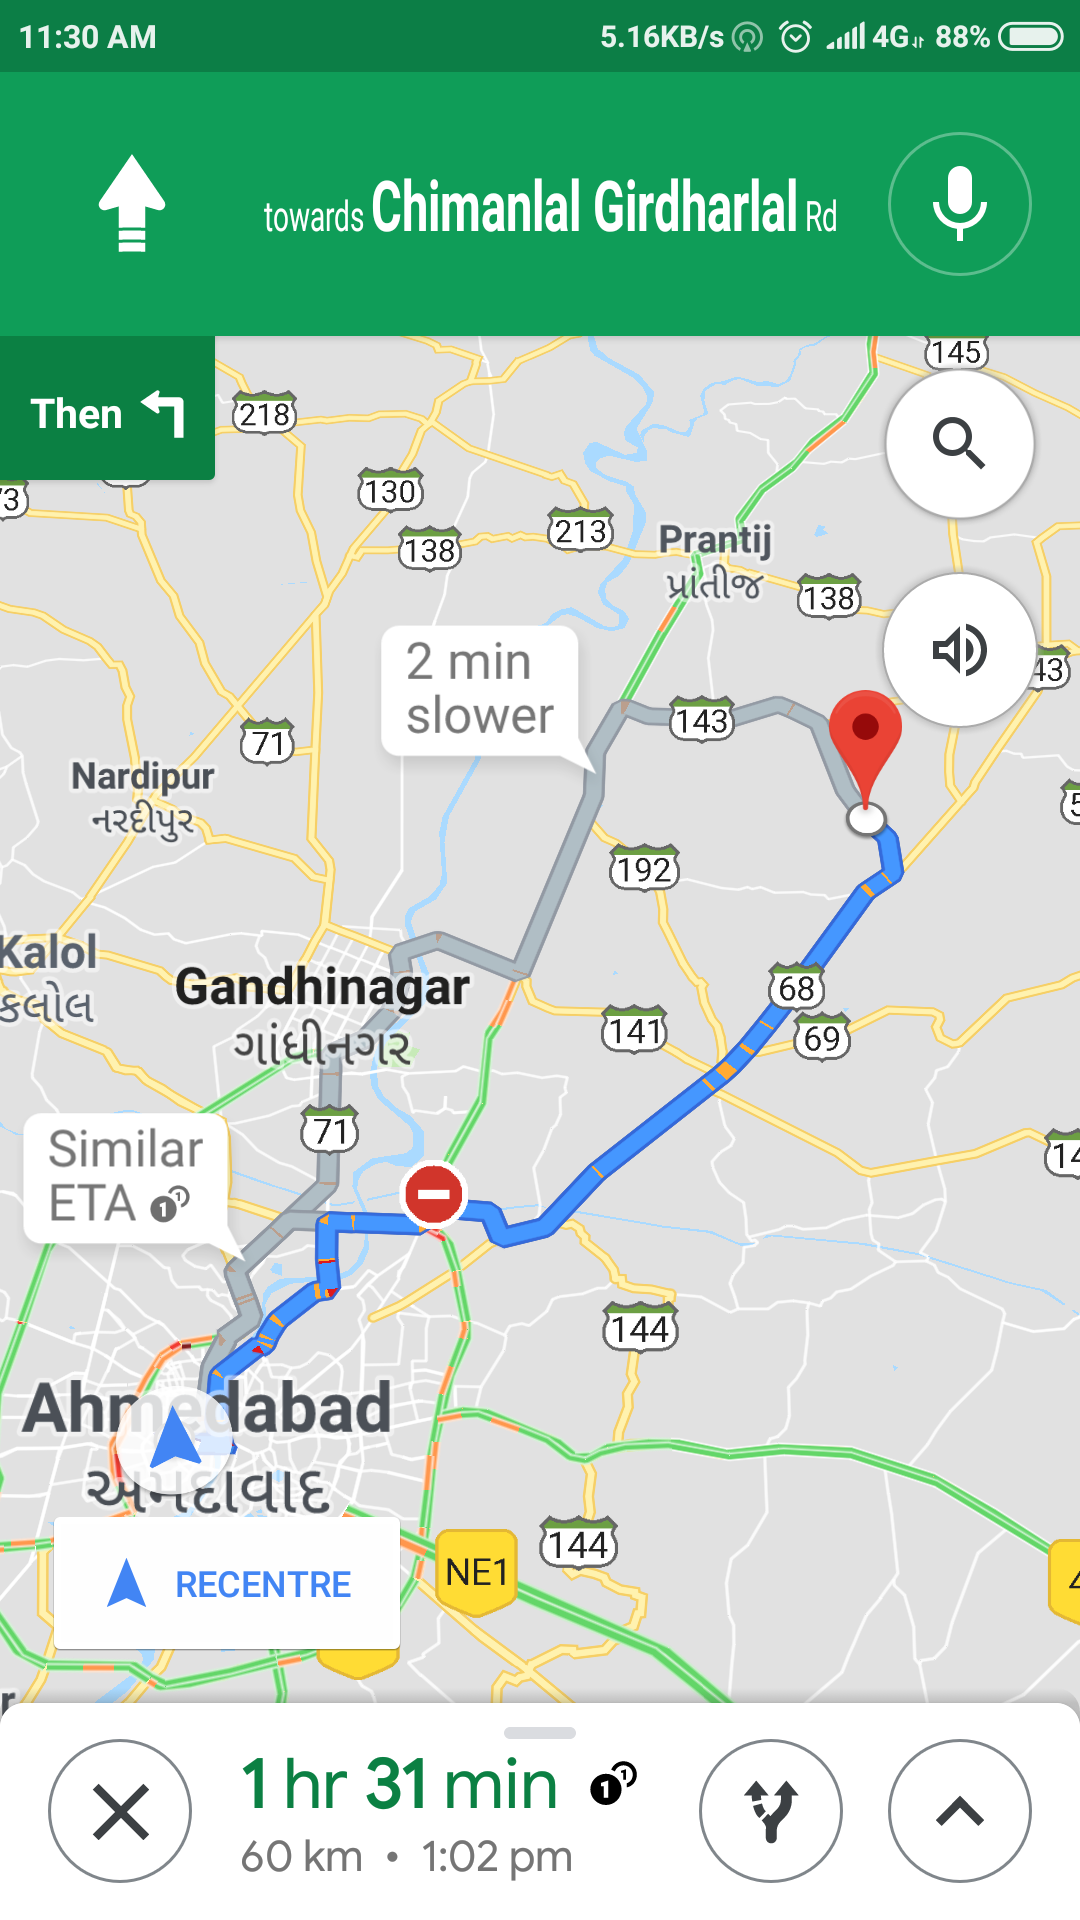 11:30 AM 5.16KB/s 4G 88%
towards Chimanlal Girdharlal Rd
Then
145
218
73
130
213
138
Prantij
પ્રાંતીજ
138
2 min
slower
43
143
71
Nardipur
નરદીપુર
192
Kalol
કલોલ
68
Gandhinagar
ગાંધીનગર
141
69
71
Similar
ETA
144
Ahmedabad
અમદાવાદ
144
NE1
RECENTRE
1 hr 31 min
60 km • 1:02 pm